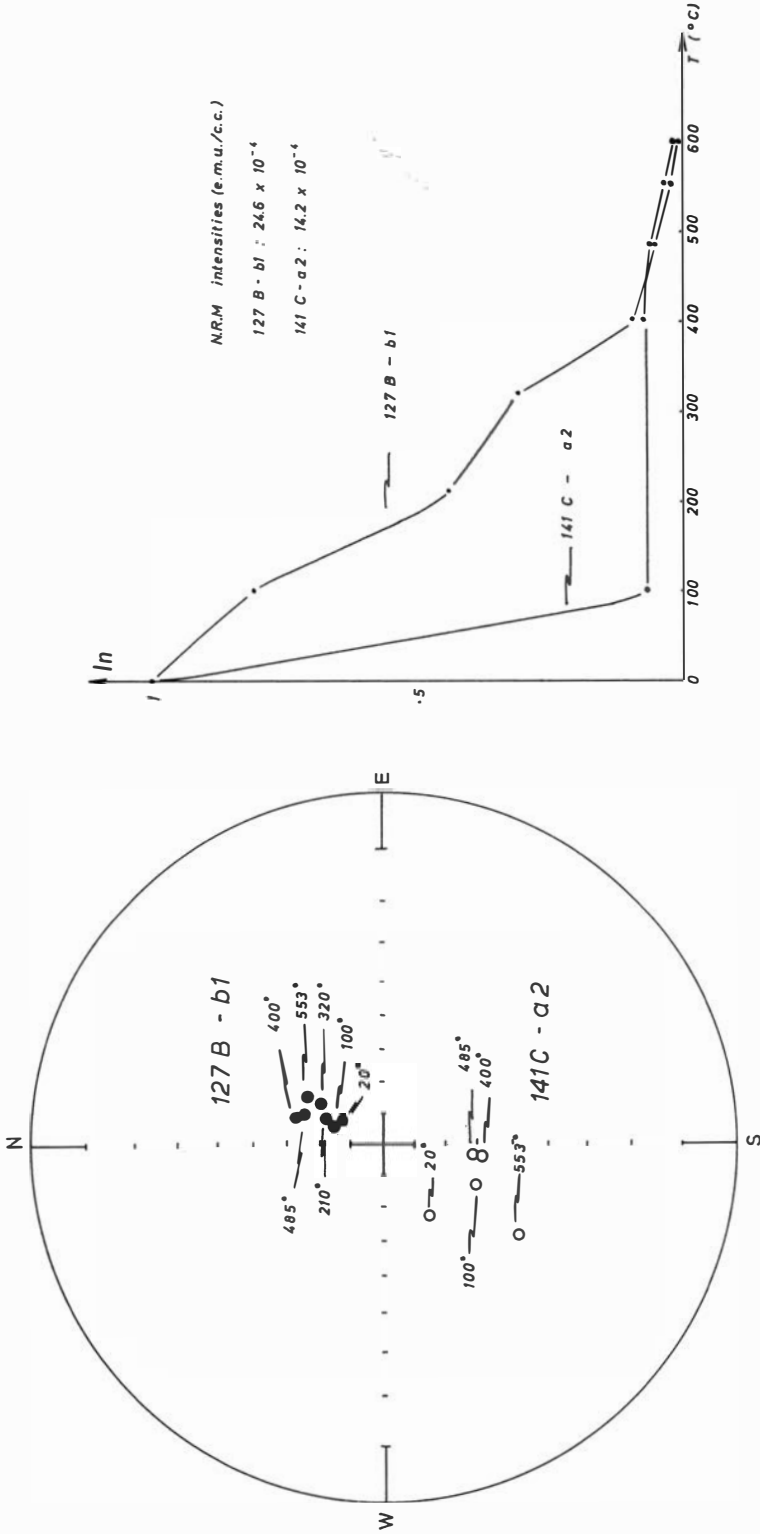 N
E
S
W
127 B - b1
400°
553°
320°
100°
20°
485°
210°
141C - a2
20°
485°
400°
100°
553°
In
1
.5
0
100
200
300
400
500
600
T (°C)
N.R.M intensities (e.m.u./c.c.)
127 B - b1 : 24.6 x 10⁻⁴
141 C - a2 : 14.2 x 10⁻⁴
127 B - b1
141 C - a2